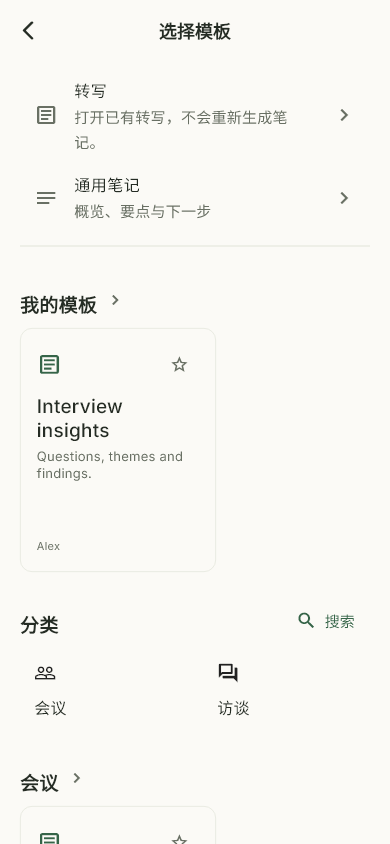 选择模板
转写
打开已有转写，不会重新生成笔
记。
通用笔记
概览、要点与下一步
我的模板
Interview
insights
Questions, themes and
findings.
Alex
分类
搜索
会议
访谈
会议